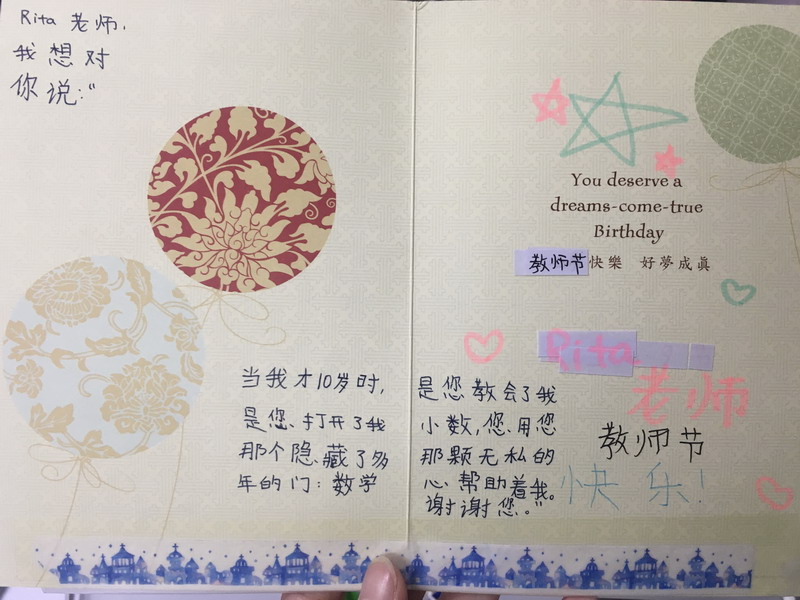 Rita 老师，
我想对
你说：“
当我才10岁时，
是您、打开了我
那个隐藏了多
年的门：数学
是您教会了我
小数，您用您
那颗无私的
心帮助着我。
谢谢您。”
You deserve a
dreams-come-true
Birthday
教师节快樂 好夢成真
Rita
老师
教师节
快乐！